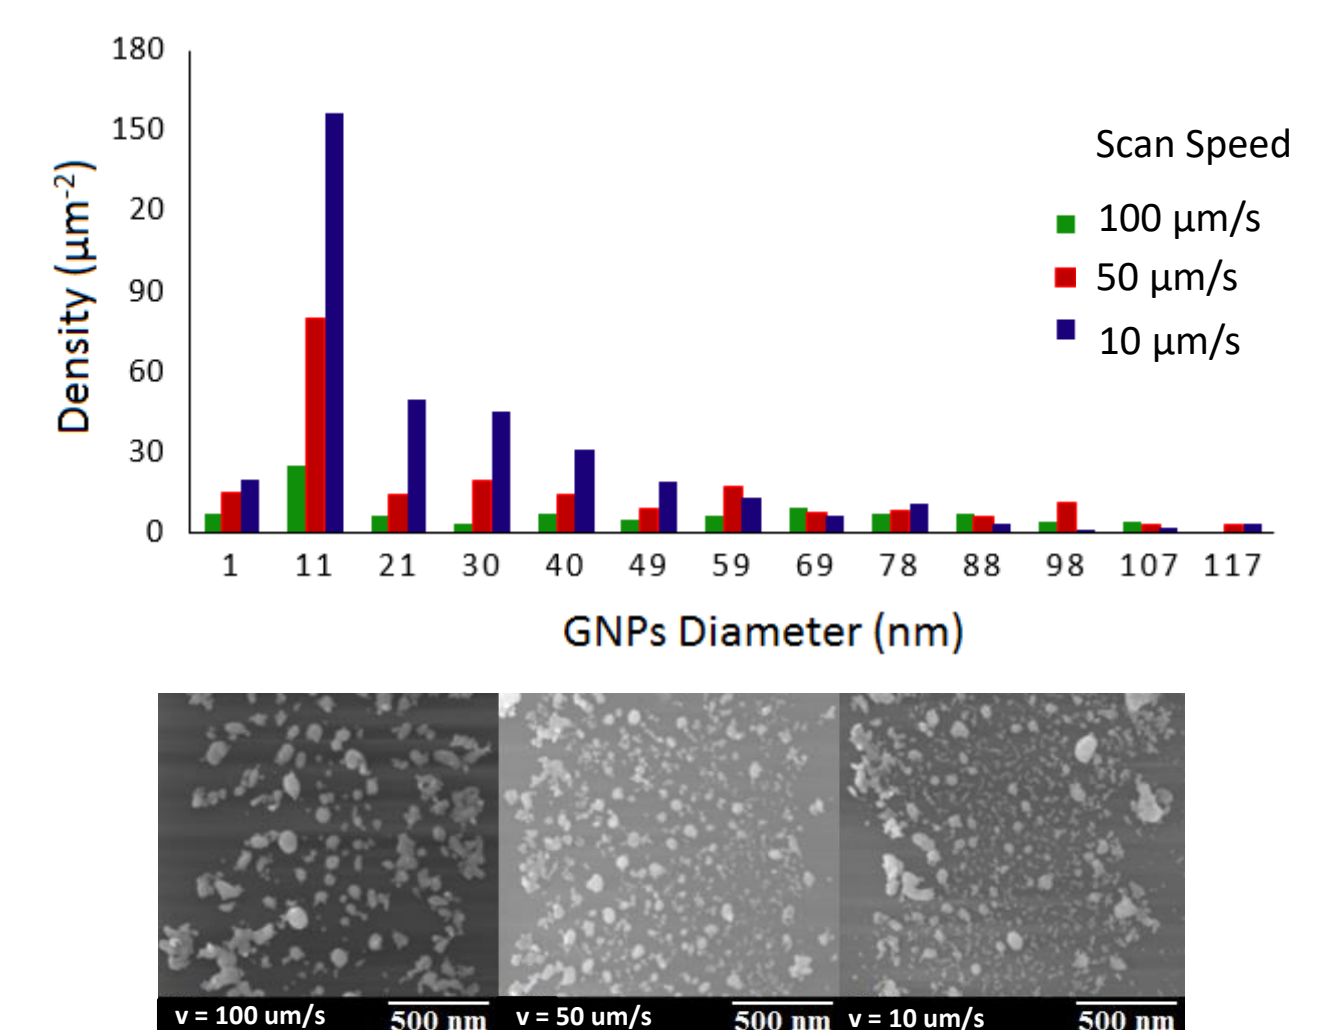 180
150
20
90
60
30
0
Density (µm⁻²)
Scan Speed
100 µm/s
50 µm/s
10 µm/s
1 11 21 30 40 49 59 69 78 88 98 107 117
GNPs Diameter (nm)
v = 100 um/s 500 nm v = 50 um/s 500 nm v = 10 um/s 500 nm